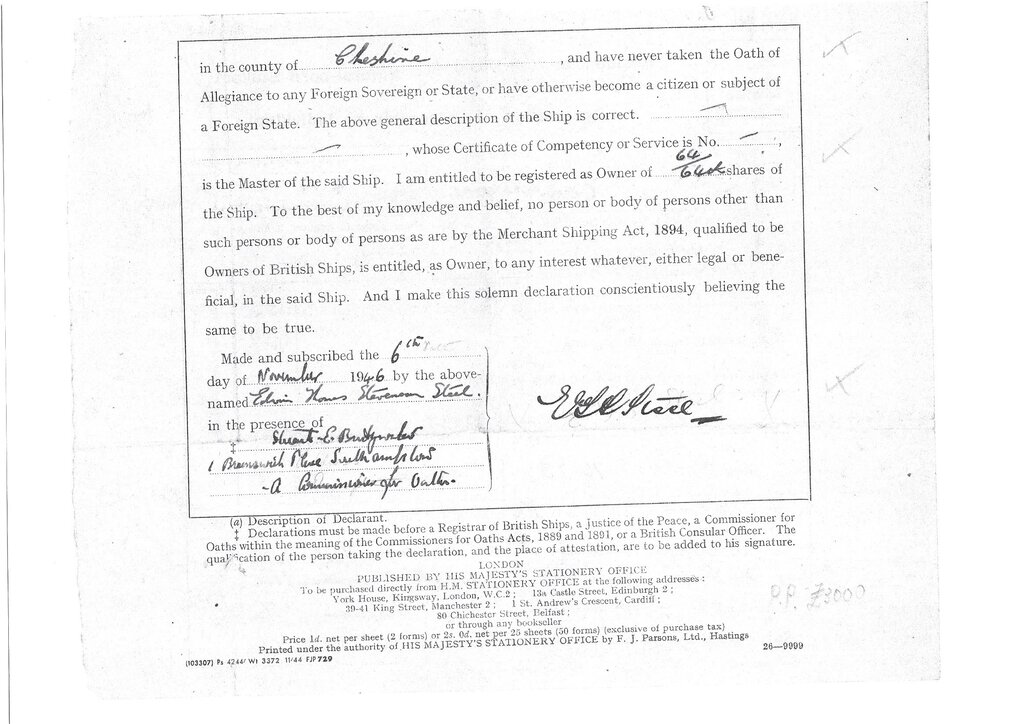 in the county of Cheshire, and have never taken the Oath of
Allegiance to any Foreign Sovereign or State, or have otherwise become a citizen or subject of
a Foreign State. The above general description of the Ship is correct.
, whose Certificate of Competency or Service is No. ,
is the Master of the said Ship. I am entitled to be registered as Owner of 64/64th shares of
the Ship. To the best of my knowledge and belief, no person or body of persons other than
such persons or body of persons as are by the Merchant Shipping Act, 1894, qualified to be
Owners of British Ships, is entitled, as Owner, to any interest whatever, either legal or bene-
ficial, in the said Ship. And I make this solemn declaration conscientiously believing the
same to be true.
Made and subscribed the 6th
day of November 1946 by the above-
named Edwin Stevenson Steel.
in the presence of
‡ Stuart E. Bridgwater
1 Brunswick Place Southampton
- A Commissioner for Oaths.
Steel
(a) Description of Declarant.
‡ Declarations must be made before a Registrar of British Ships, a Justice of the Peace, a Commissioner for
Oaths within the meaning of the Commissioners for Oaths Acts, 1889 and 1891, or a British Consular Officer. The
qualification of the person taking the declaration, and the place of attestation, are to be added to his signature.
LONDON
PUBLISHED BY HIS MAJESTY'S STATIONERY OFFICE
To be purchased directly from H.M. STATIONERY OFFICE at the following addresses:
York House, Kingsway, London, W.C.2; 13a Castle Street, Edinburgh 2;
39-41 King Street, Manchester 2; 1 St. Andrew's Crescent, Cardiff;
80 Chichester Street, Belfast;
or through any bookseller
Price 1d. net per sheet (2 forms) or 2s. 0d. net per 25 sheets (50 forms) (exclusive of purchase tax)
Printed under the authority of HIS MAJESTY'S STATIONERY OFFICE by F. J. Parsons, Ltd., Hastings
P.P. £3000
26—9999
(103307) Ps 4244/ Wt 3372 11/44 FJP 729